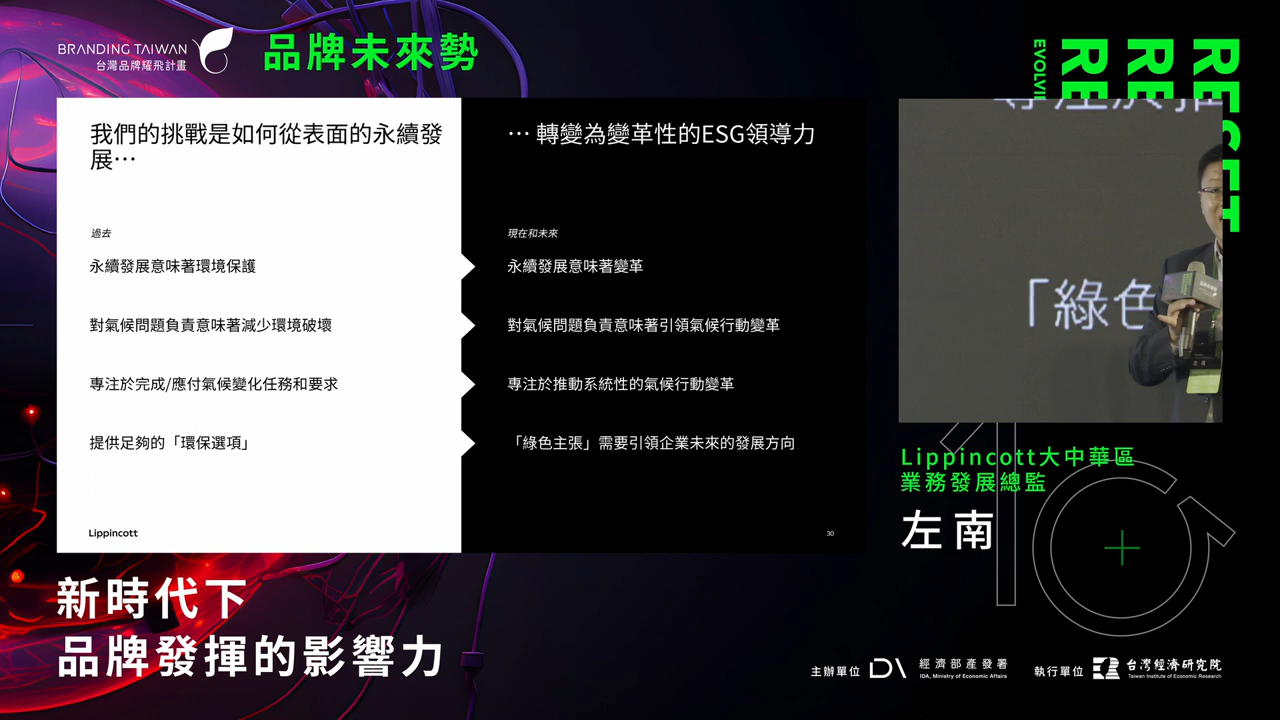 BRANDING TAIWAN
台灣品牌耀飛計畫
品牌未來勢
我們的挑戰是如何從表面的永續發
展…
過去
永續發展意味著環境保護
對氣候問題負責意味著減少環境破壞
專注於完成/應付氣候變化任務和要求
提供足夠的「環保選項」
Lippincott
… 轉變為變革性的ESG領導力
現在和未來
永續發展意味著變革
對氣候問題負責意味著引領氣候行動變革
專注於推動系統性的氣候行動變革
「綠色主張」需要引領企業未來的發展方向
30
「綠色
Lippincott大中華區
業務發展總監
左南
新時代下
品牌發揮的影響力
主辦單位
經濟部產發署
IDA, Ministry of Economic Affairs
執行單位
台灣經濟研究院
Taiwan Institute of Economic Research